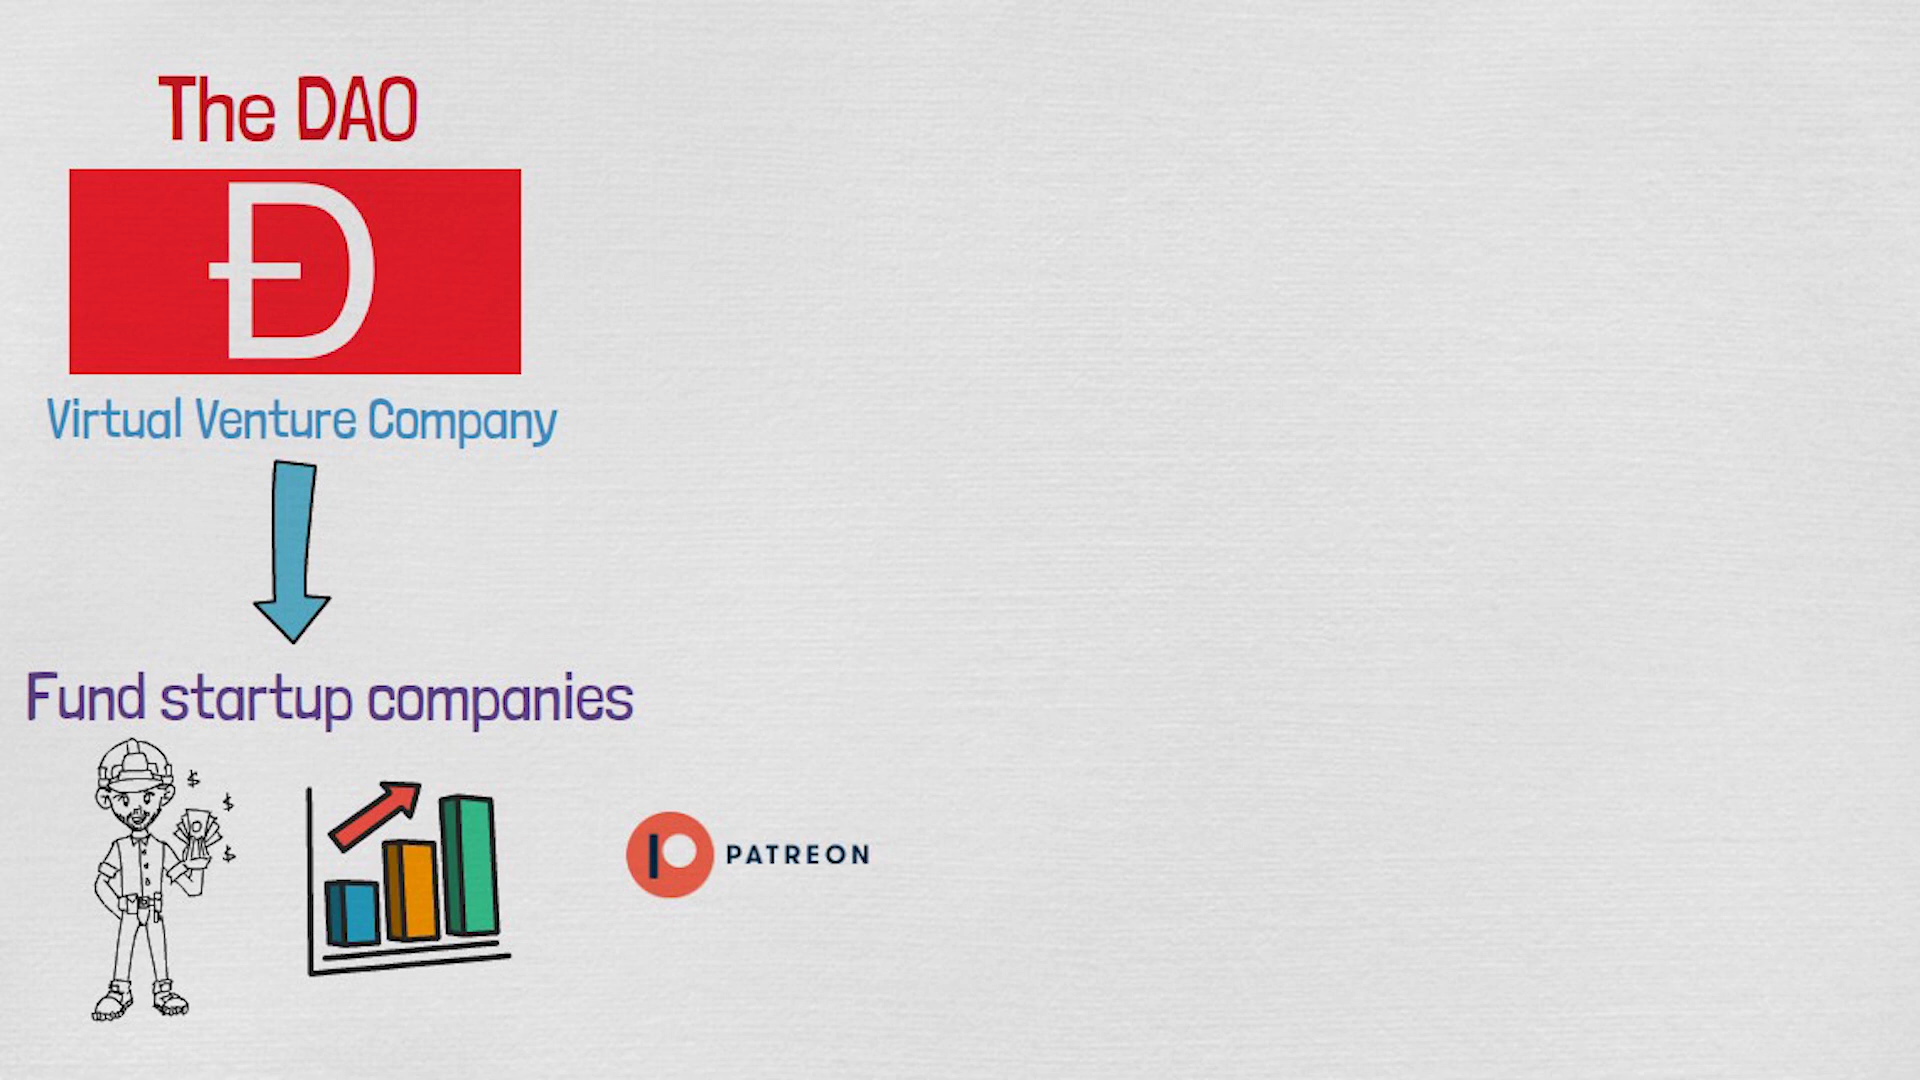 The DAO
Đ
Virtual Venture Company
Fund startup companies
$
$
$
PATREON